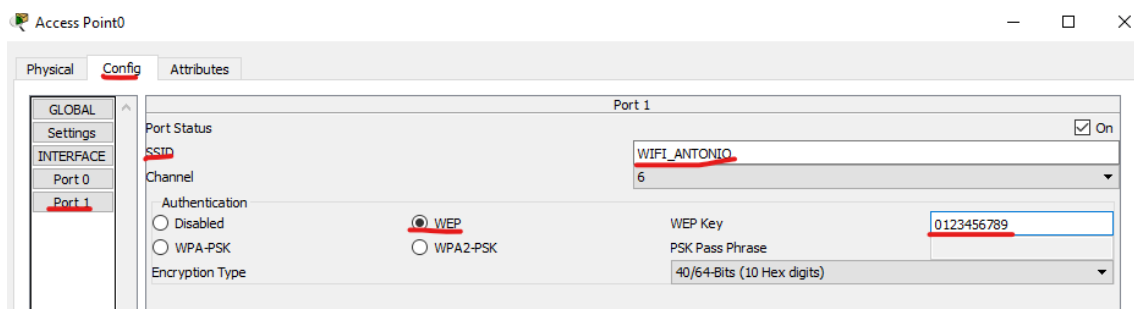 Access Point0
Physical Config Attributes
GLOBAL
Settings
INTERFACE
Port 0
Port 1
Port 1
Port Status On
SSID WIFI_ANTONIO
Channel 6
Authentication
Disabled WEP WEP Key 0123456789
WPA-PSK WPA2-PSK PSK Pass Phrase
Encryption Type 40/64-Bits (10 Hex digits)